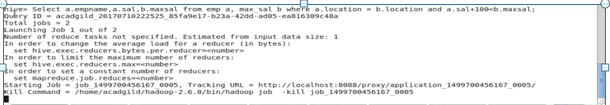 hive> Select a.empname,a.sal,b.maxsal from emp a, max_sal b where a.location = b.location and a.sal+100<b.maxsal;
Query ID = acadgild_20170710222525_85fa9e17-b23a-42dd-ad05-ea816309c48a
Total jobs = 2
Launching Job 1 out of 2
Number of reduce tasks not specified. Estimated from input data size: 1
In order to change the average load for a reducer (in bytes):
  set hive.exec.reducers.bytes.per.reducer=<number>
In order to limit the maximum number of reducers:
  set hive.exec.reducers.max=<number>
In order to set a constant number of reducers:
  set mapreduce.job.reduces=<number>
Starting Job = job_1499700456167_0005, Tracking URL = http://localhost:8088/proxy/application_1499700456167_0005/
Kill Command = /home/acadgild/hadoop-2.6.0/bin/hadoop job  -kill job_1499700456167_0005